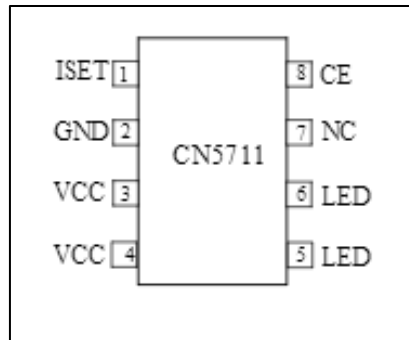 ISET 1 8 CE
GND 2 7 NC
CN5711
VCC 3 6 LED
VCC 4 5 LED